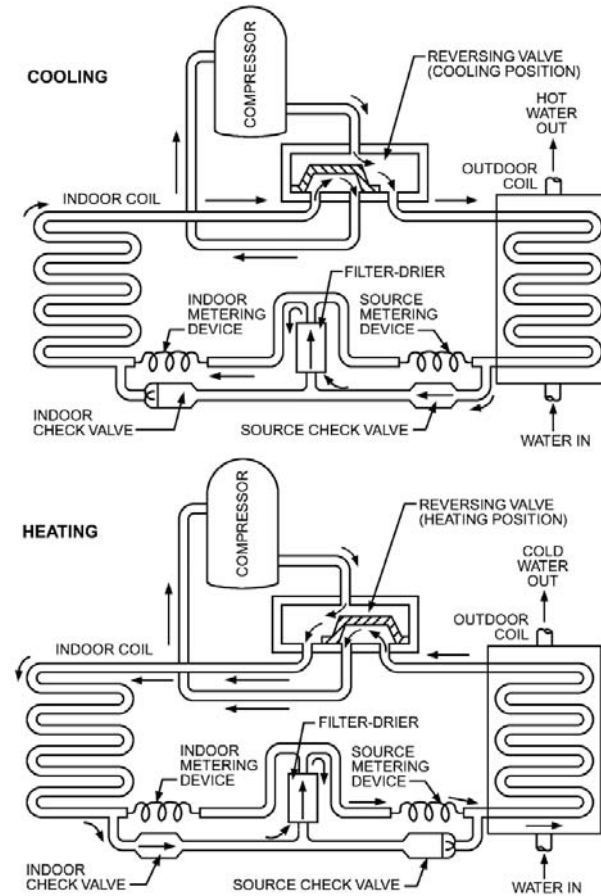 COOLING
COMPRESSOR
REVERSING VALVE
(COOLING POSITION)
HOT
WATER
OUT
OUTDOOR
COIL
INDOOR COIL
FILTER-DRIER
INDOOR
METERING
DEVICE
SOURCE
METERING
DEVICE
INDOOR
CHECK VALVE
SOURCE CHECK VALVE
WATER IN
HEATING
COMPRESSOR
REVERSING VALVE
(HEATING POSITION)
COLD
WATER
OUT
OUTDOOR
COIL
INDOOR COIL
FILTER-DRIER
INDOOR
METERING
DEVICE
SOURCE
METERING
DEVICE
INDOOR
CHECK VALVE
SOURCE CHECK VALVE
WATER IN